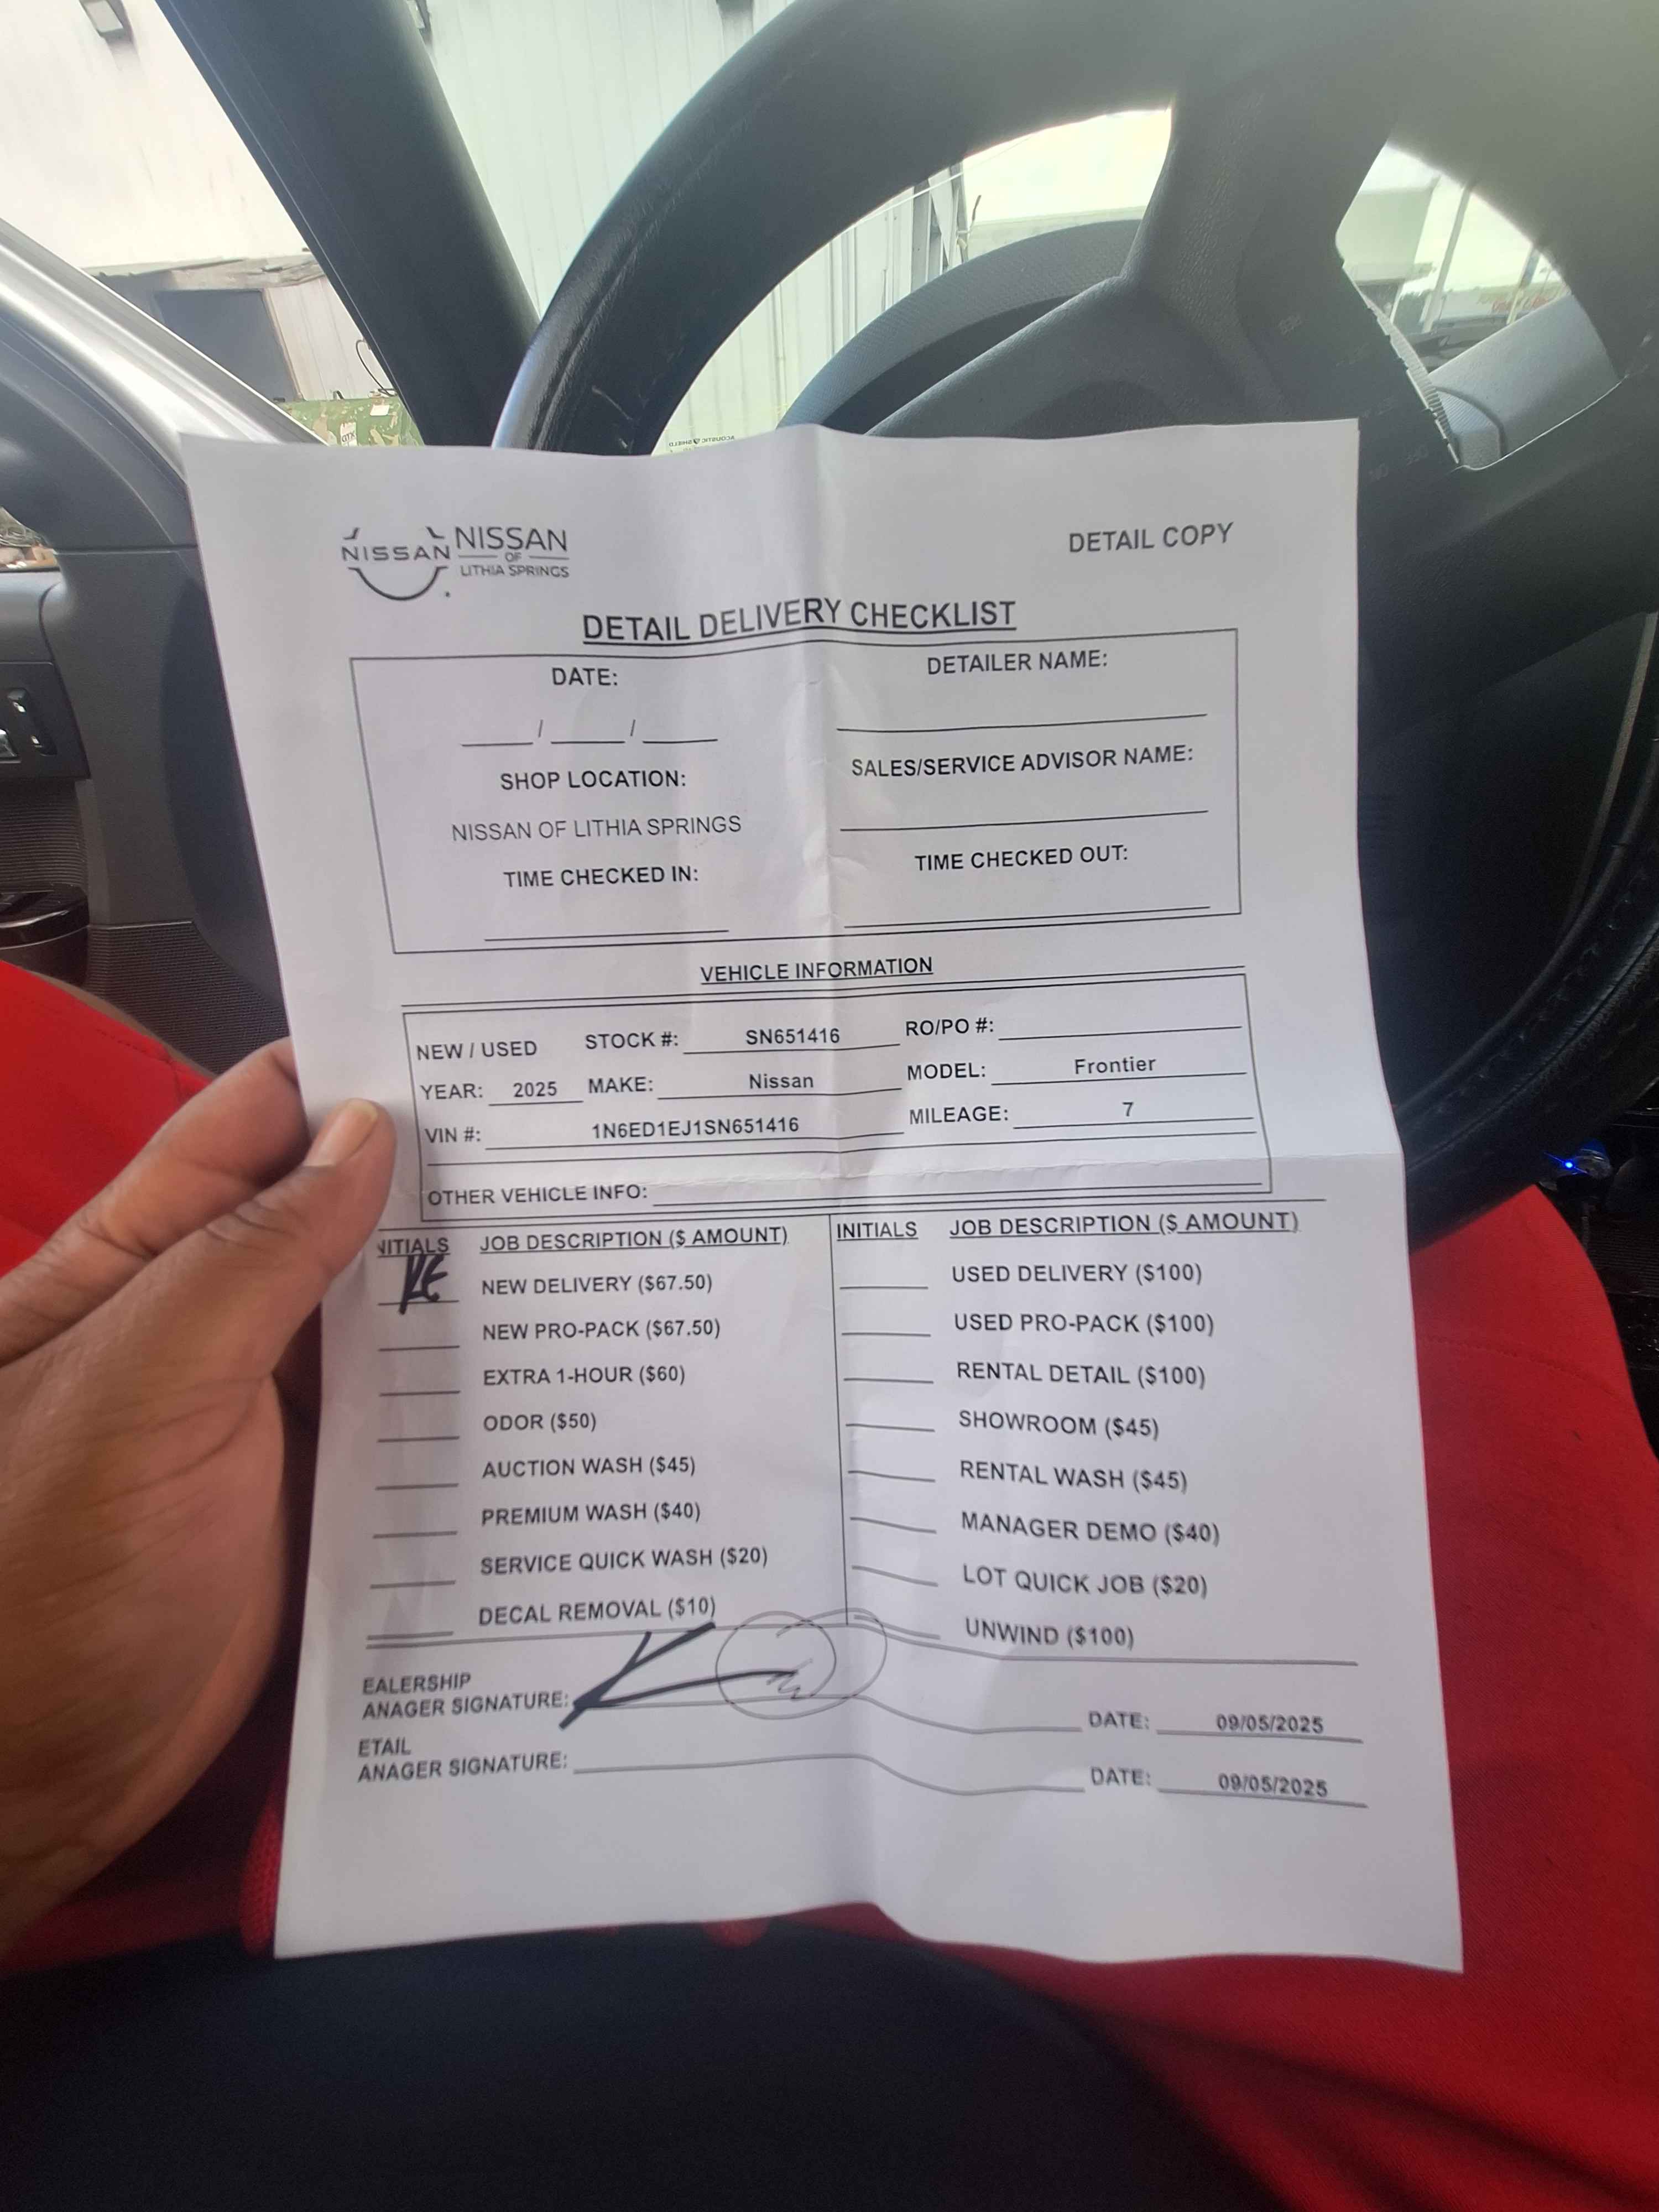 NISSAN
NISSAN
OF
LITHIA SPRINGS
DETAIL COPY
DETAIL DELIVERY CHECKLIST
DATE:
DETAILER NAME:
____/____/____
SHOP LOCATION:
SALES/SERVICE ADVISOR NAME:
NISSAN OF LITHIA SPRINGS
TIME CHECKED IN:
TIME CHECKED OUT:
VEHICLE INFORMATION
NEW / USED STOCK #: SN651416 RO/PO #:
YEAR: 2025 MAKE: Nissan MODEL: Frontier
VIN #: 1N6ED1EJ1SN651416 MILEAGE: 7
OTHER VEHICLE INFO:
NITIALS JOB DESCRIPTION ($ AMOUNT) INITIALS JOB DESCRIPTION ($ AMOUNT)
NEW DELIVERY ($67.50) USED DELIVERY ($100)
NEW PRO-PACK ($67.50) USED PRO-PACK ($100)
EXTRA 1-HOUR ($60) RENTAL DETAIL ($100)
ODOR ($50) SHOWROOM ($45)
AUCTION WASH ($45) RENTAL WASH ($45)
PREMIUM WASH ($40) MANAGER DEMO ($40)
SERVICE QUICK WASH ($20) LOT QUICK JOB ($20)
DECAL REMOVAL ($10) UNWIND ($100)
EALERSHIP
ANAGER SIGNATURE: DATE: 09/05/2025
ETAIL
ANAGER SIGNATURE: DATE: 09/05/2025